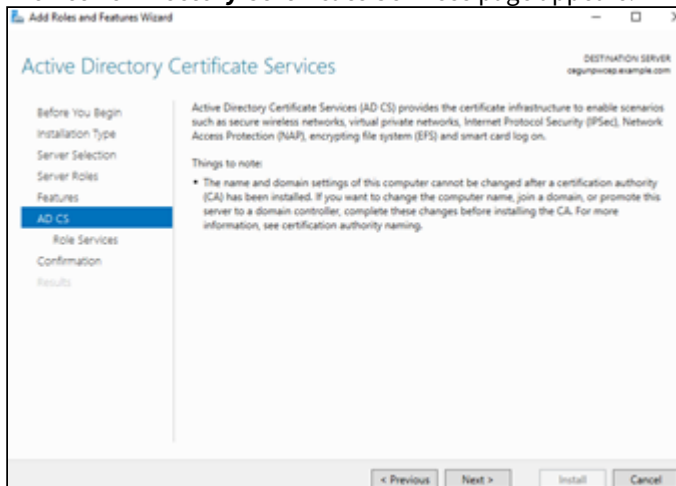 Add Roles and Features Wizard
Active Directory Certificate Services
DESTINATION SERVER
Before You Begin
Installation Type
Server Selection
Server Roles
Features
AD CS
Role Services
Confirmation
Results
Active Directory Certificate Services (AD CS) provides the certificate infrastructure to enable scenarios
such as secure wireless networks, virtual private networks, Internet Protocol Security (IPSec), Network
Access Protection (NAP), encrypting file system (EFS) and smart card log on.
Things to note:
• The name and domain settings of this computer cannot be changed after a certification authority
(CA) has been installed. If you want to change the computer name, join a domain, or promote this
server to a domain controller, complete these changes before installing the CA. For more
information, see certification authority naming.
< Previous
Next >
Install
Cancel